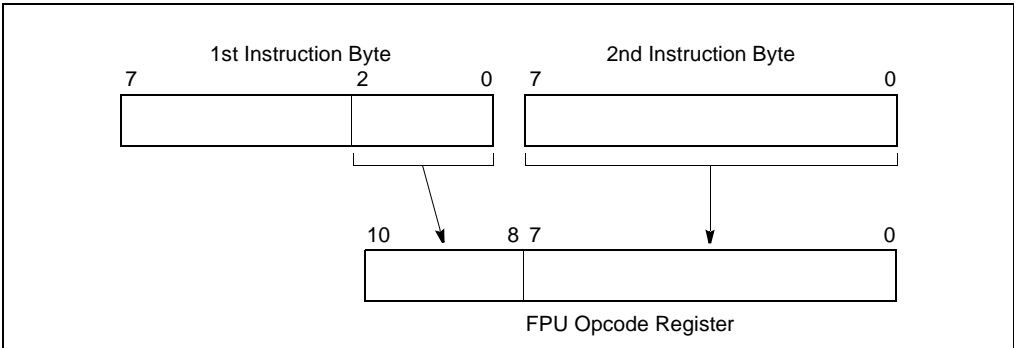 1st Instruction Byte 2nd Instruction Byte
7 2 0 7 0
10 8 7 0
FPU Opcode Register